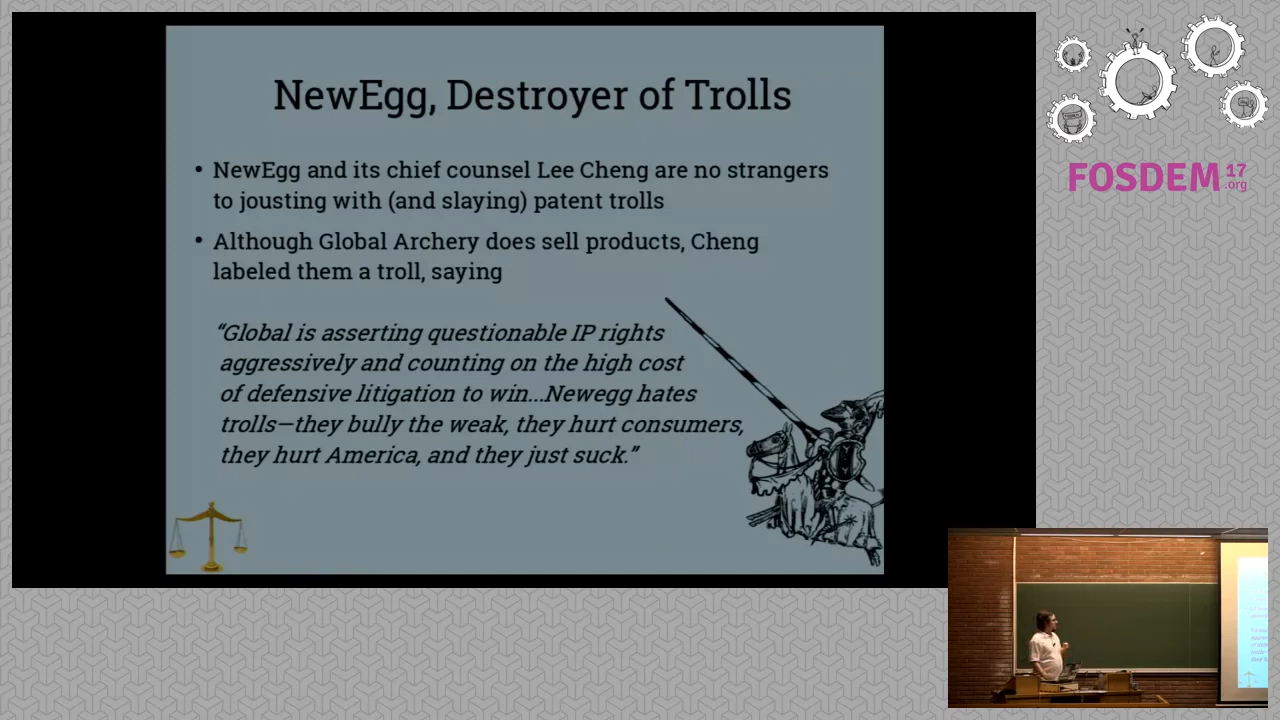 NewEgg, Destroyer of Trolls
• NewEgg and its chief counsel Lee Cheng are no strangers
to jousting with (and slaying) patent trolls
• Although Global Archery does sell products, Cheng
labeled them a troll, saying
“Global is asserting questionable IP rights
aggressively and counting on the high cost
of defensive litigation to win...Newegg hates
trolls—they bully the weak, they hurt consumers,
they hurt America, and they just suck.”
FOSDEM 17
.org